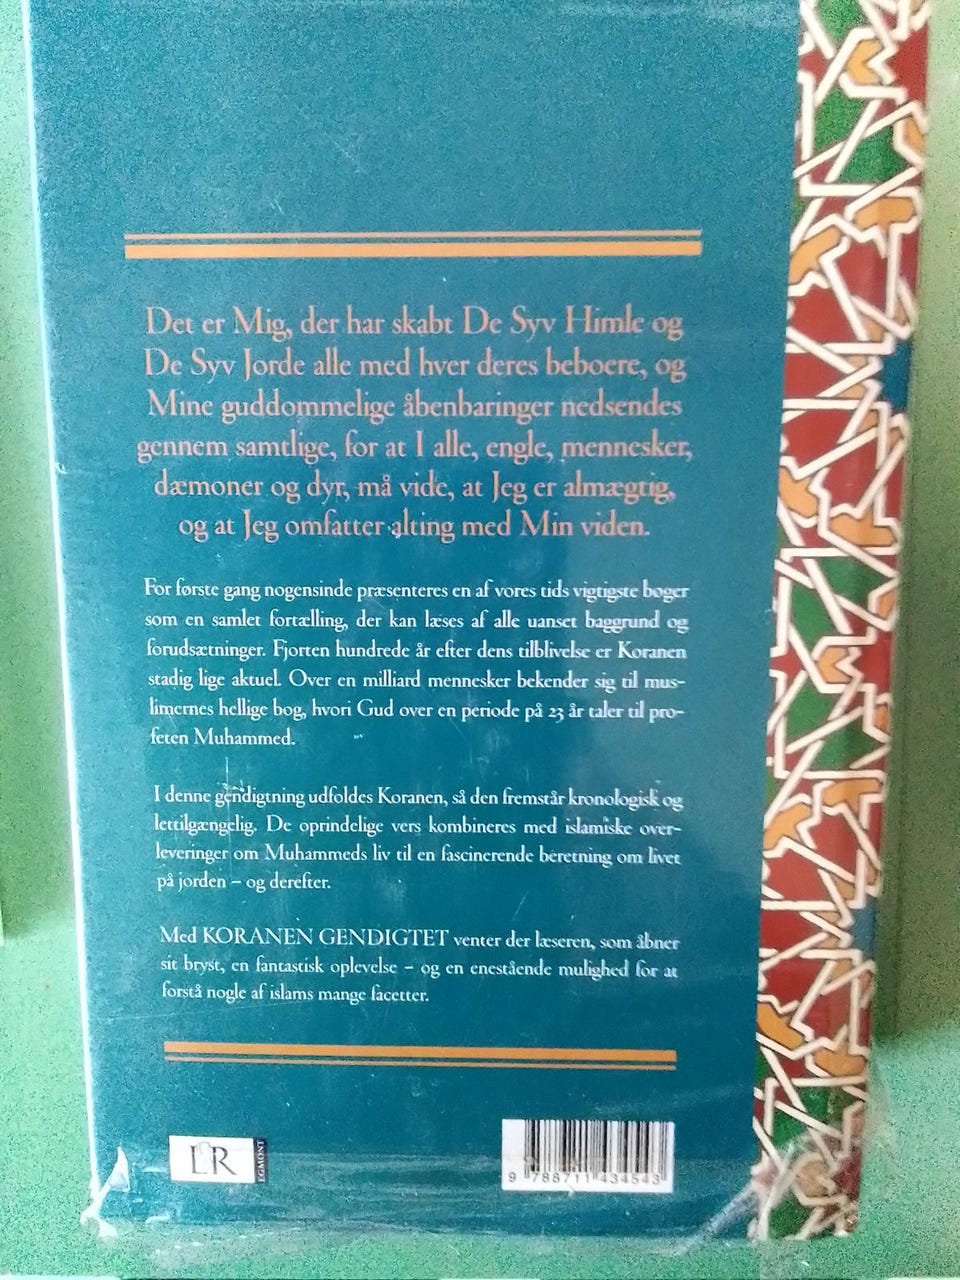 Det er Mig, der har skabt De Syv Himle og
De Syv Jorde alle med hver deres beboere, og
Mine guddommelige åbenbaringer nedsendes
gennem samtlige, for at I alle, engle, mennesker,
dæmoner og dyr, må vide, at Jeg er almægtig,
og at Jeg omfatter alting med Min viden.
For første gang nogensinde præsenteres en af vores tids vigtigste bøger
som en samlet fortælling, der kan læses af alle uanset baggrund og
forudsætninger. Fjorten hundrede år efter dens tilblivelse er Koranen
stadig lige aktuel. Over en milliard mennesker bekender sig til mus-
limernes hellige bog, hvori Gud over en periode på 23 år taler til pro-
feten Muhammed.
I denne gendigtning udfoldes Koranen, så den fremstår kronologisk og
lettilgængelig. De oprindelige vers kombineres med islamiske over-
leveringer om Muhammeds liv til en fascinerende beretning om livet
på jorden – og derefter.
Med KORANEN GENDIGTET venter der læseren, som åbner
sit bryst, en fantastisk oplevelse – og en enestående mulighed for at
forstå nogle af islams mange facetter.
LR EGMONT
9 788711 434543